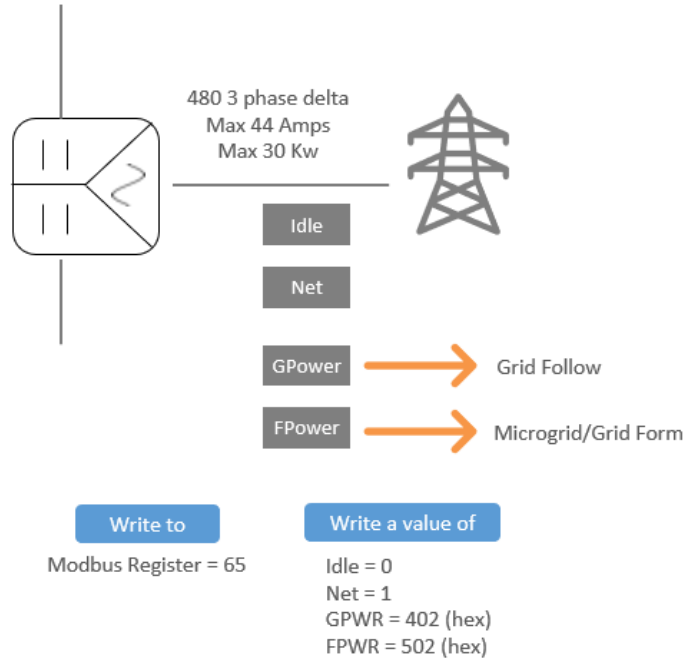 480 3 phase delta
Max 44 Amps
Max 30 Kw
Idle
Net
GPower
Grid Follow
FPower
Microgrid/Grid Form
Write to
Modbus Register = 65
Write a value of
Idle = 0
Net = 1
GPWR = 402 (hex)
FPWR = 502 (hex)